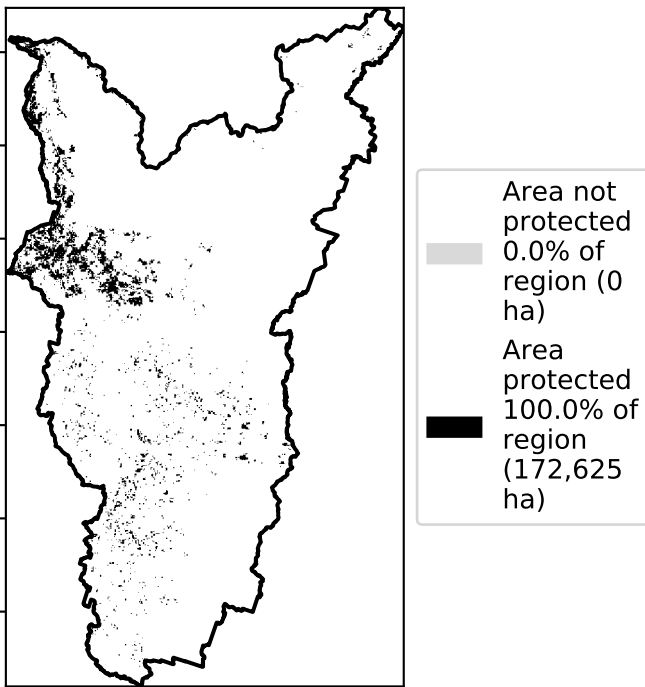 Area not
protected
0.0% of
region (0
ha)
Area
protected
100.0% of
region
(172,625
ha)